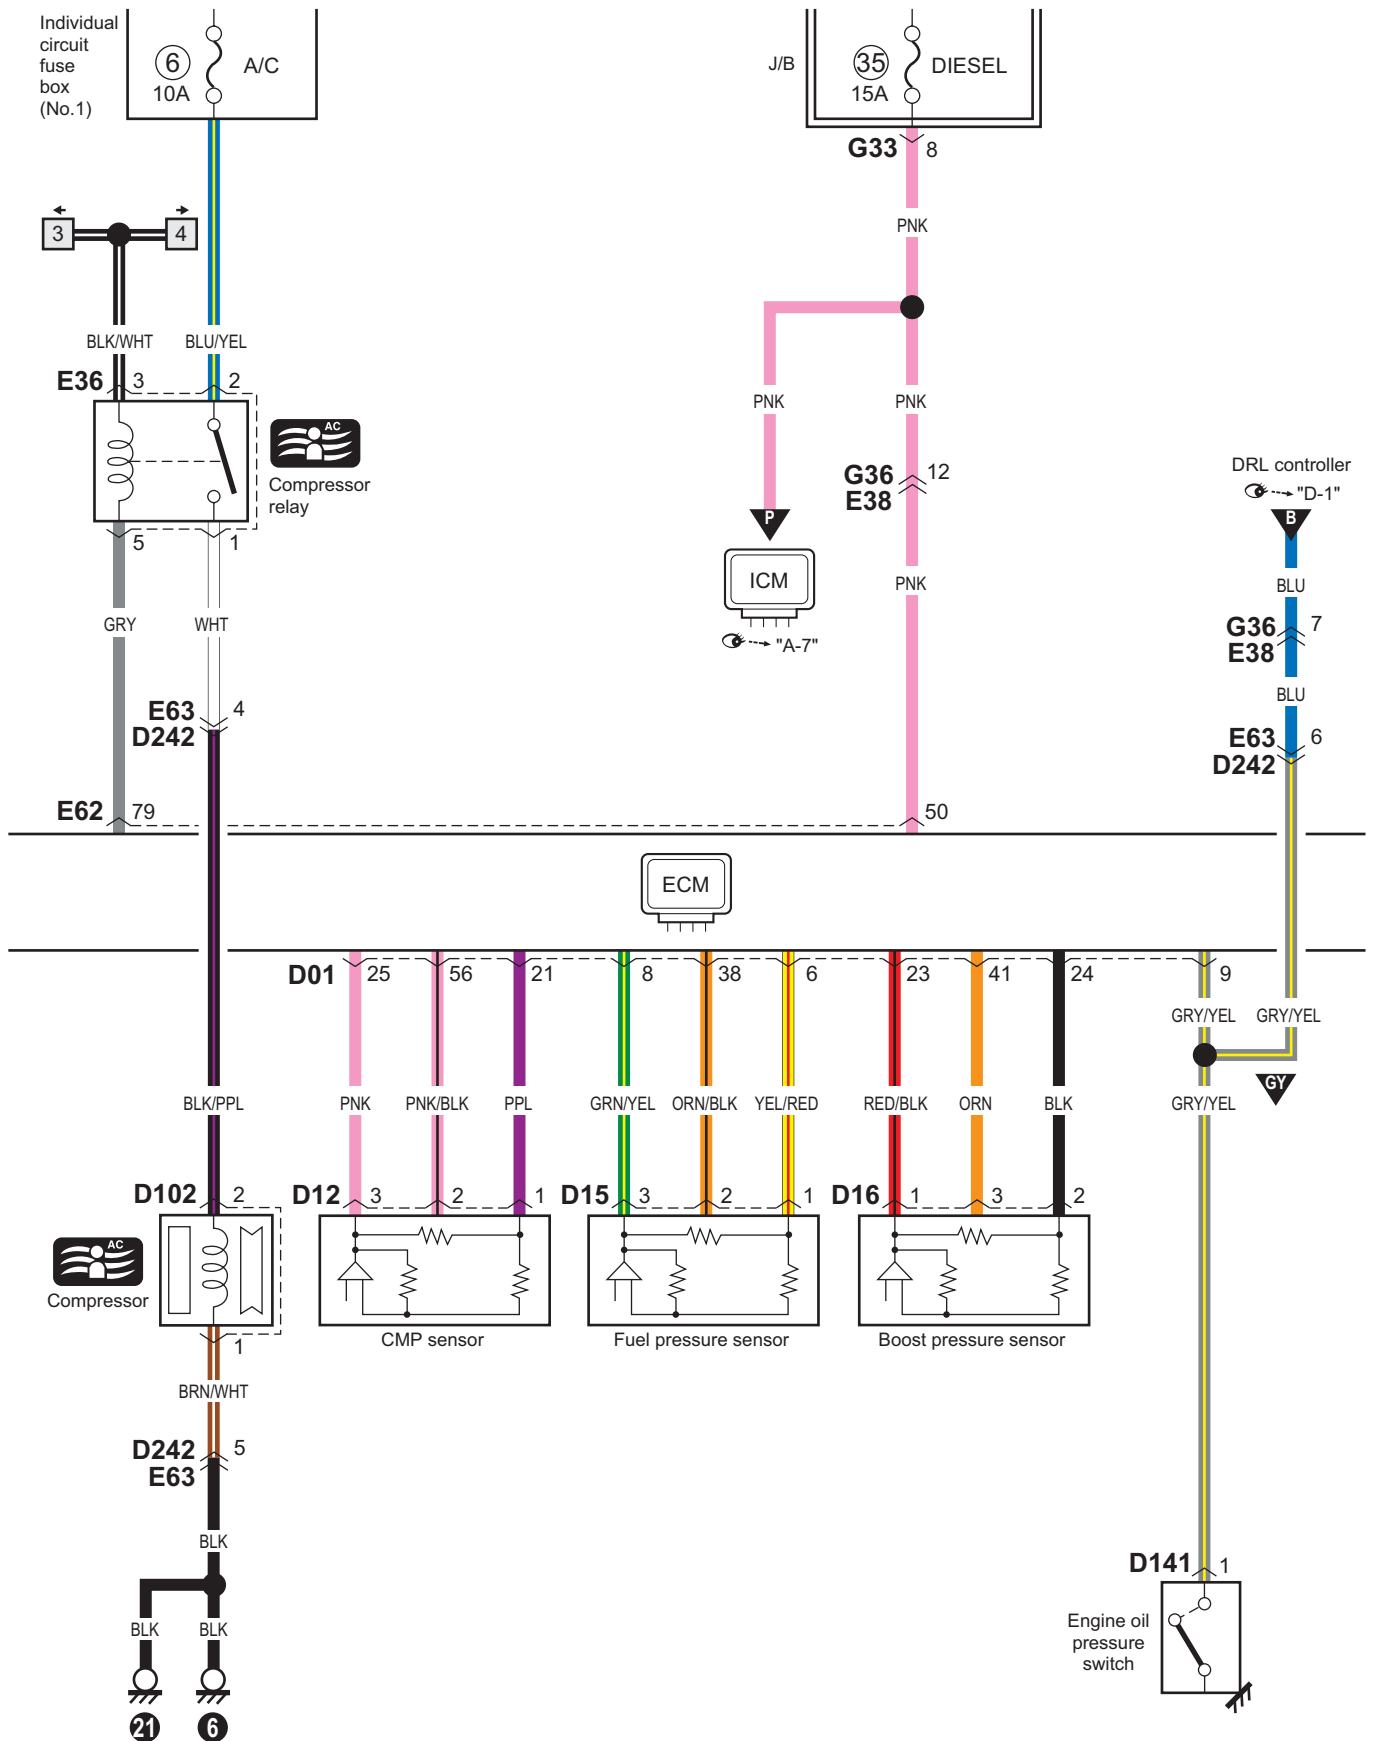 Individual
circuit
fuse
box
(No.1)
6
10A
A/C
J/B
35
15A
DIESEL
G33
8
PNK
3
4
BLK/WHT
BLU/YEL
E36
3
2
AC
Compressor
relay
5
1
PNK
PNK
G36
12
E38
P
ICM
"A-7"
PNK
DRL controller
"D-1"
B
BLU
G36
7
E38
BLU
E63
6
D242
GRY
WHT
E63
4
D242
E62
79
50
ECM
D01
25
56
21
8
38
6
23
41
24
9
GRY/YEL
GRY/YEL
GY
BLK/PPL
PNK
PNK/BLK
PPL
GRN/YEL
ORN/BLK
YEL/RED
RED/BLK
ORN
BLK
GRY/YEL
D102
2
D12
3
2
1
D15
3
2
1
D16
1
3
2
AC
Compressor
1
CMP sensor
Fuel pressure sensor
Boost pressure sensor
BRN/WHT
D242
5
E63
BLK
BLK
BLK
21
6
D141
1
Engine oil
pressure
switch